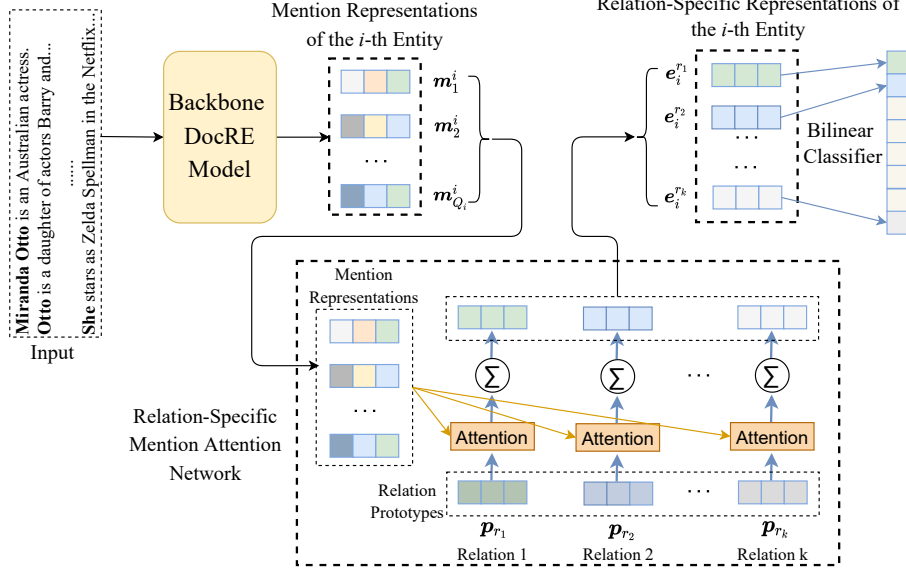 Miranda Otto is an Australian actress.
Otto is a daughter of actors Barry and...
......
She stars as Zelda Spellman in the Netflix...
Input
Backbone
DocRE
Model
Mention Representations
of the i-th Entity
m_1^i
m_2^i
...
m_{Q_i}^i
Relation-Specific Representations of
the i-th Entity
e_i^{r_1}
e_i^{r_2}
...
...
e_i^{r_k}
Bilinear
Classifier
Relation-Specific
Mention Attention
Network
Mention
Representations
...
Σ
Σ
...
Σ
Attention
Attention
Attention
Relation
Prototypes
...
p_{r_1}
p_{r_2}
p_{r_k}
Relation 1
Relation 2
Relation k